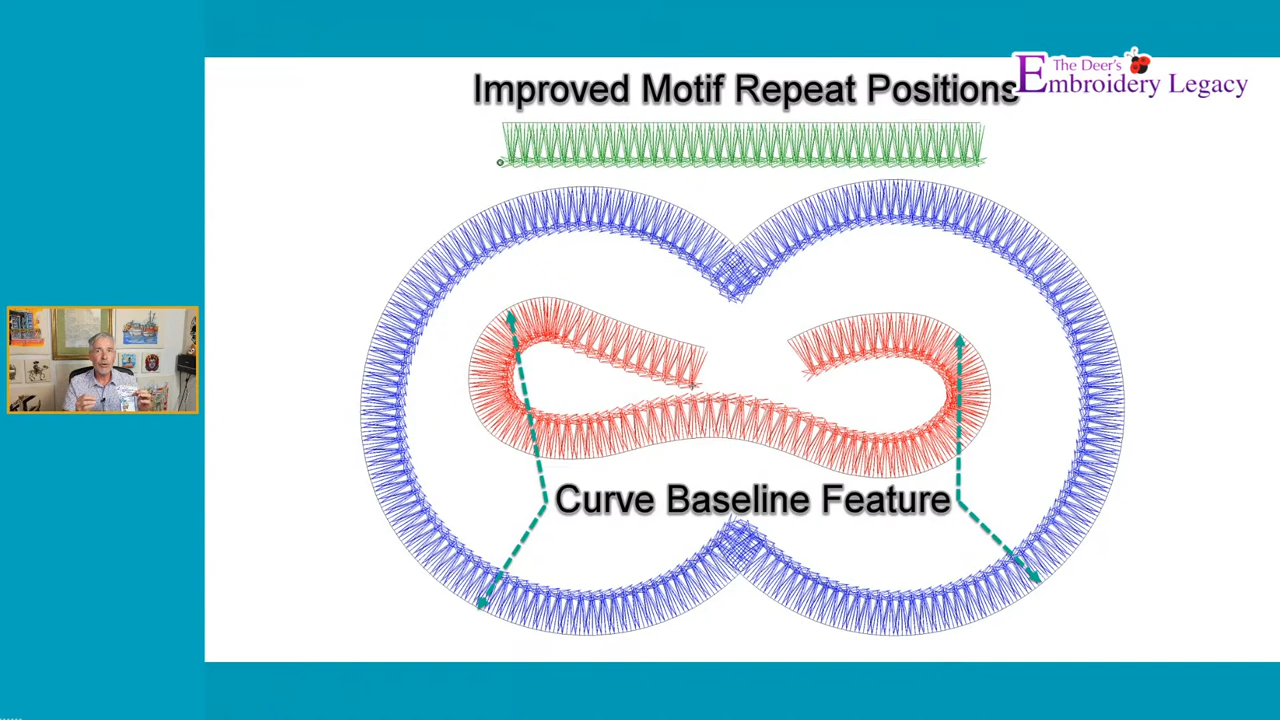 Improved Motif Repeat Positions
The Deer's
Embroidery Legacy
Curve Baseline Feature